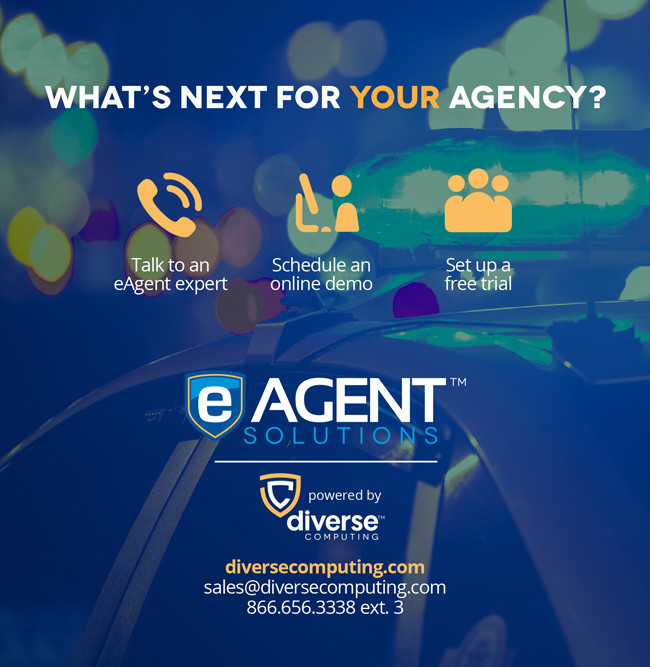 WHAT'S NEXT FOR YOUR AGENCY?
Talk to an
eAgent expert
Schedule an
online demo
Set up a
free trial
e AGENT™
SOLUTIONS
powered by
diverse™
COMPUTING
diversecomputing.com
sales@diversecomputing.com
866.656.3338 ext. 3